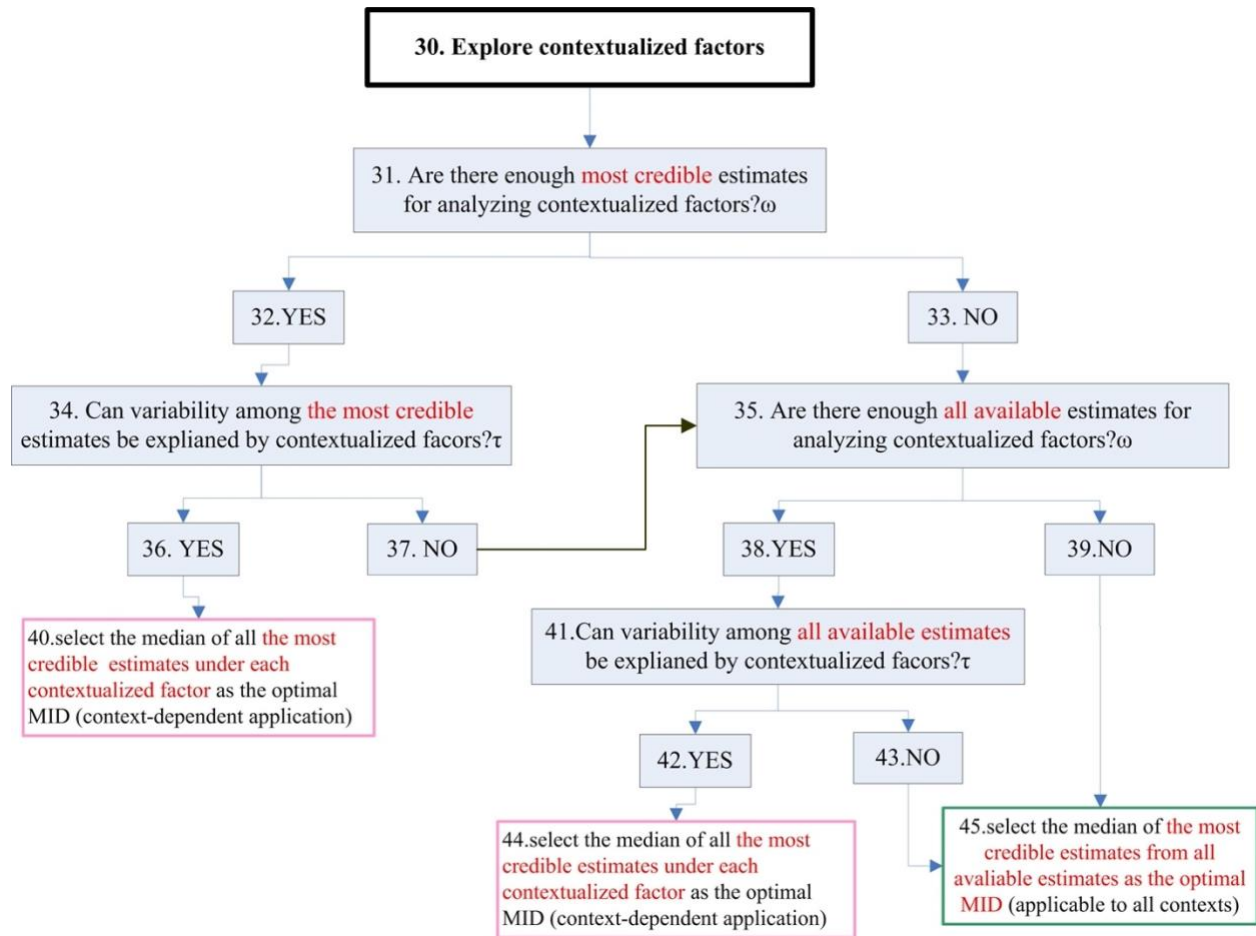 30. Explore contextualized factors
31. Are there enough most credible estimates
for analyzing contextualized factors?ω
32.YES
33. NO
34. Can variability among the most credible
estimates be explianed by contextualized facors?τ
35. Are there enough all available estimates for
analyzing contextualized factors?ω
36. YES
37. NO
38.YES
39.NO
40.select the median of all the most
credible estimates under each
contextualized factor as the optimal
MID (context-dependent application)
41.Can variability among all available estimates
be explianed by contextualized facors?τ
42.YES
43.NO
44.select the median of all the most
credible estimates under each
contextualized factor as the optimal
MID (context-dependent application)
45.select the median of the most
credible estimates from all
avaliable estimates as the optimal
MID (applicable to all contexts)